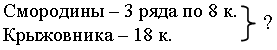 Смородины – 3 ряда по 8 к.
Крыжовника – 18 к.
?